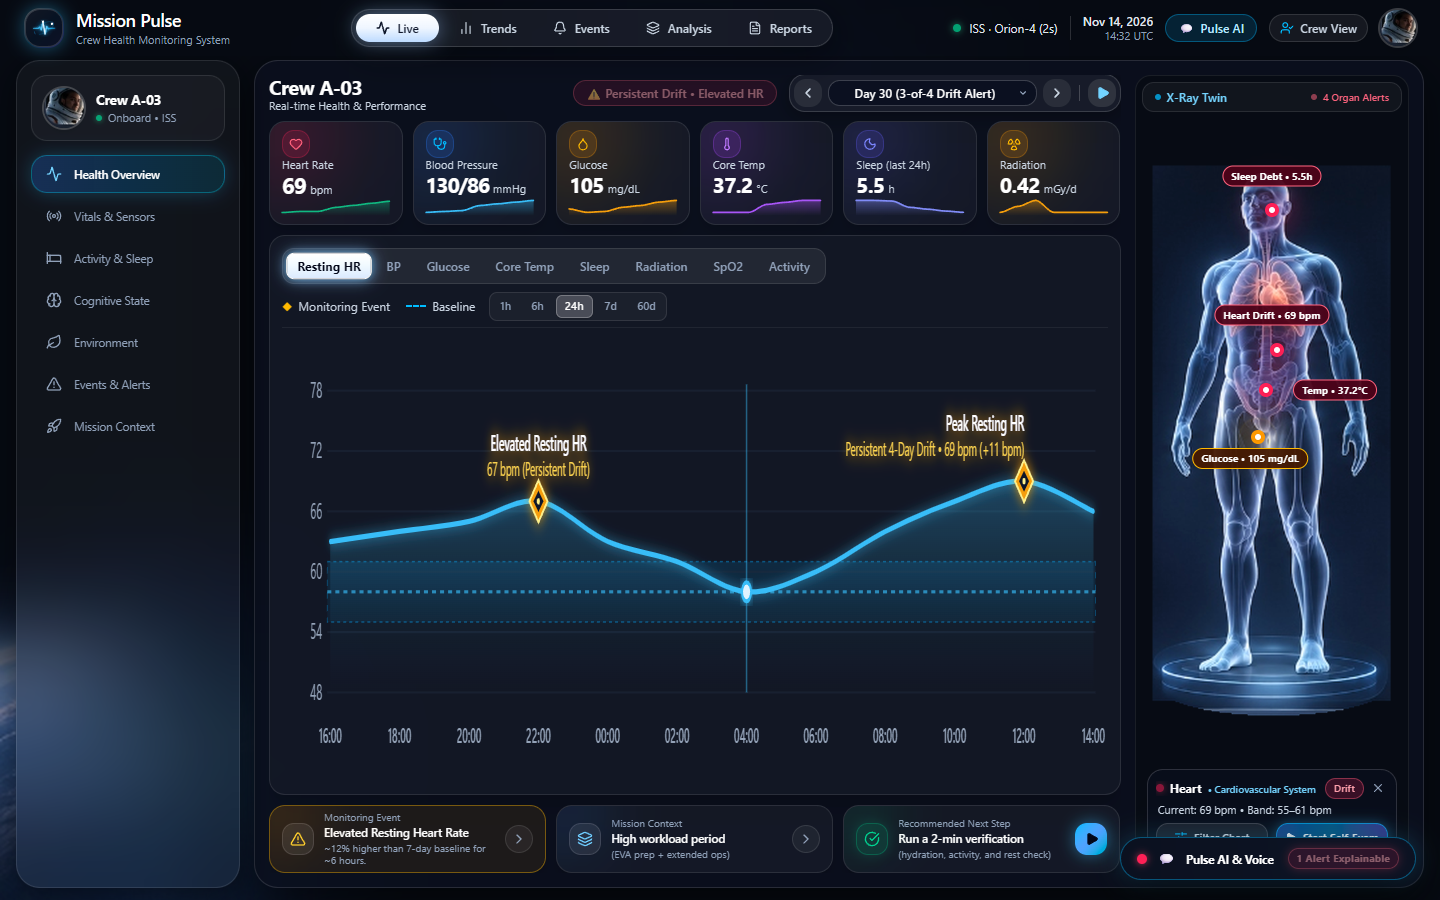 Mission Pulse
Crew Health Monitoring System
Live
Trends
Events
Analysis
Reports
ISS · Orion-4 (2s)
Nov 14, 2026
14:32 UTC
Pulse AI
Crew View
Crew A-03
Onboard • ISS
Health Overview
Vitals & Sensors
Activity & Sleep
Cognitive State
Environment
Events & Alerts
Mission Context
Crew A-03
Real-time Health & Performance
Persistent Drift • Elevated HR
Day 30 (3-of-4 Drift Alert)
Heart Rate
69 bpm
Blood Pressure
130/86 mmHg
Glucose
105 mg/dL
Core Temp
37.2 °C
Sleep (last 24h)
5.5 h
Radiation
0.42 mGy/d
Resting HR
BP
Glucose
Core Temp
Sleep
Radiation
SpO2
Activity
Monitoring Event
Baseline
1h
6h
24h
7d
60d
78
72
66
60
54
48
Elevated Resting HR
67 bpm (Persistent Drift)
Peak Resting HR
Persistent 4-Day Drift • 69 bpm (+11 bpm)
16:00
18:00
20:00
22:00
00:00
02:00
04:00
06:00
08:00
10:00
12:00
14:00
Monitoring Event
Elevated Resting Heart Rate
~12% higher than 7-day baseline for
~6 hours.
Mission Context
High workload period
(EVA prep + extended ops)
Recommended Next Step
Run a 2-min verification
(hydration, activity, and rest check)
X-Ray Twin
4 Organ Alerts
Sleep Debt • 5.5h
Heart Drift • 69 bpm
Temp • 37.2°C
Glucose • 105 mg/dL
Heart
• Cardiovascular System
Drift
Current: 69 bpm • Band: 55–61 bpm
Filter Chart
Start Self-Exam
Pulse AI & Voice
1 Alert Explainable